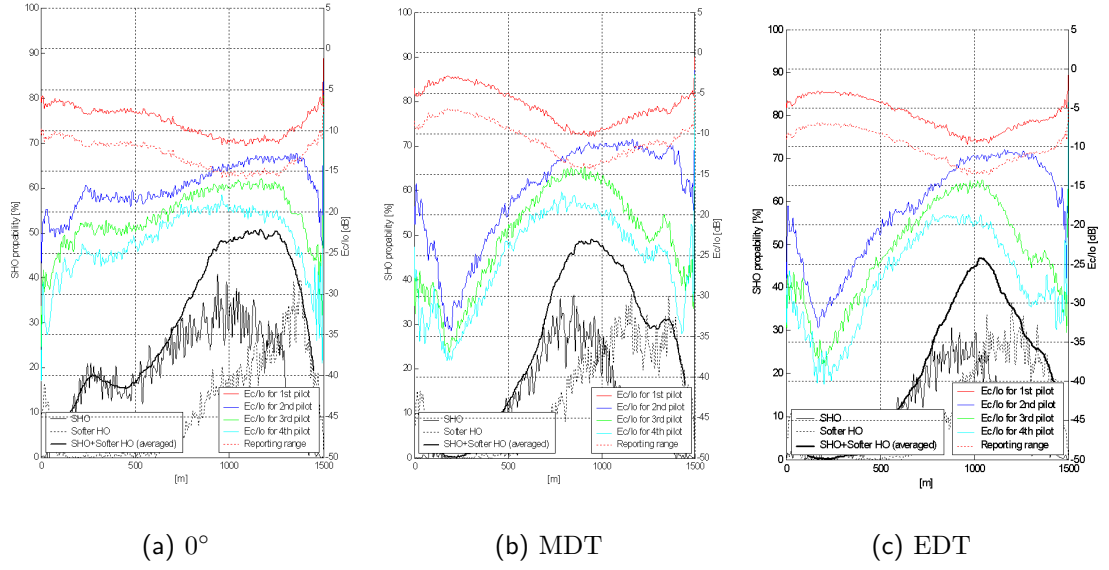 100
90
80
70
60
50
40
30
20
10
0
SHO propability [%]
5
0
-5
-10
-15
-20
-25
-30
-35
-40
-45
-50
Ec/Io [dB]
SHO
Softer HO
SHO+Softer HO (averaged)
Ec/Io for 1st pilot
Ec/Io for 2nd pilot
Ec/Io for 3rd pilot
Ec/Io for 4th pilot
Reporting range
0 500 1000 1500
[m]
(a) 0°
100
90
80
70
60
50
40
30
20
10
0
SHO propability [%]
5
0
-5
-10
-15
-20
-25
-30
-35
-40
-45
-50
Ec/Io [dB]
SHO
Softer HO
SHO+Softer HO (averaged)
Ec/Io for 1st pilot
Ec/Io for 2nd pilot
Ec/Io for 3rd pilot
Ec/Io for 4th pilot
Reporting range
0 500 1000 1500
[m]
(b) MDT
100
90
80
70
60
50
40
30
20
10
0
SHO propability [%]
5
0
-5
-10
-15
-20
-25
-30
-35
-40
-45
-50
Ec/Io [dB]
SHO
Softer HO
SHO+Softer HO (averaged)
Ec/Io for 1st pilot
Ec/Io for 2nd pilot
Ec/Io for 3rd pilot
Ec/Io for 4th pilot
Reporting range
0 500 1000 1500
[m]
(c) EDT